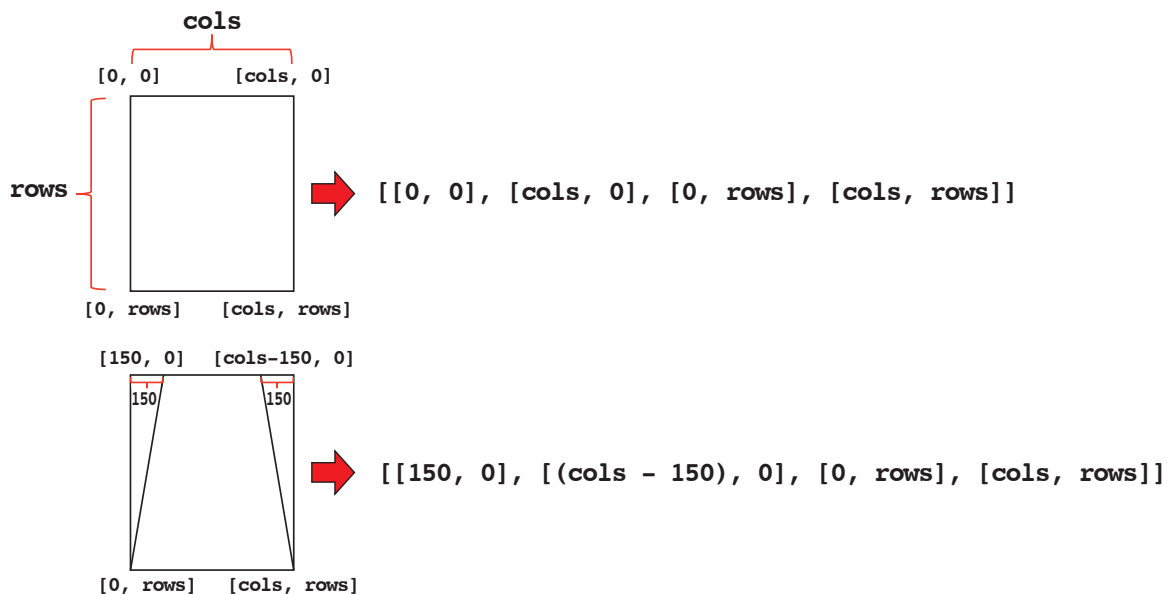 cols
[0, 0] [cols, 0]
rows
[[0, 0], [cols, 0], [0, rows], [cols, rows]]
[0, rows] [cols, rows]
[150, 0] [cols-150, 0]
150 150
[[150, 0], [(cols - 150), 0], [0, rows], [cols, rows]]
[0, rows] [cols, rows]